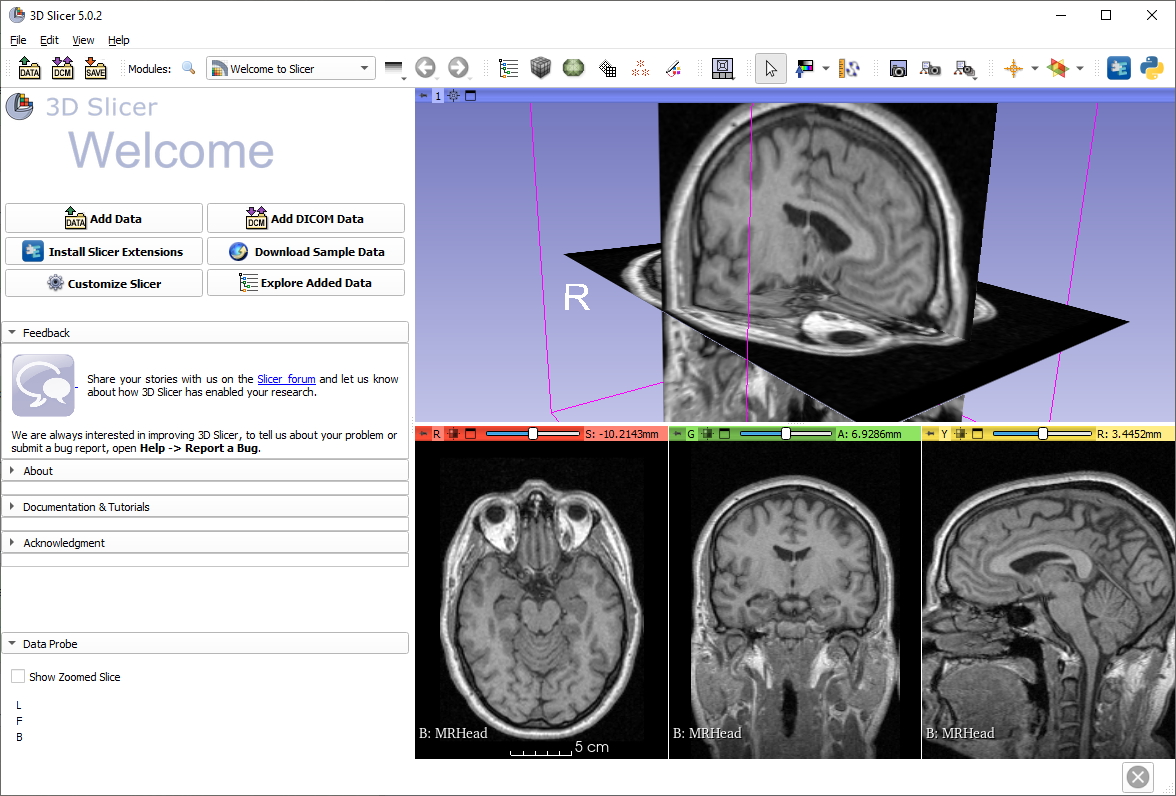 3D Slicer 5.0.2
File Edit View Help
DATA DCM SAVE Modules: Welcome to Slicer
3D Slicer
Welcome
DATA Add Data
DCM Add DICOM Data
Install Slicer Extensions
Download Sample Data
Customize Slicer
Explore Added Data
Feedback
Share your stories with us on the Slicer forum and let us know
about how 3D Slicer has enabled your research.
We are always interested in improving 3D Slicer, to tell us about your problem or
submit a bug report, open Help -> Report a Bug.
About
Documentation & Tutorials
Acknowledgment
Data Probe
Show Zoomed Slice
L
F
B
1
R
R S: -10.2143mm
G A: 6.9286mm
Y R: 3.4452mm
B: MRHead
5 cm
B: MRHead
B: MRHead